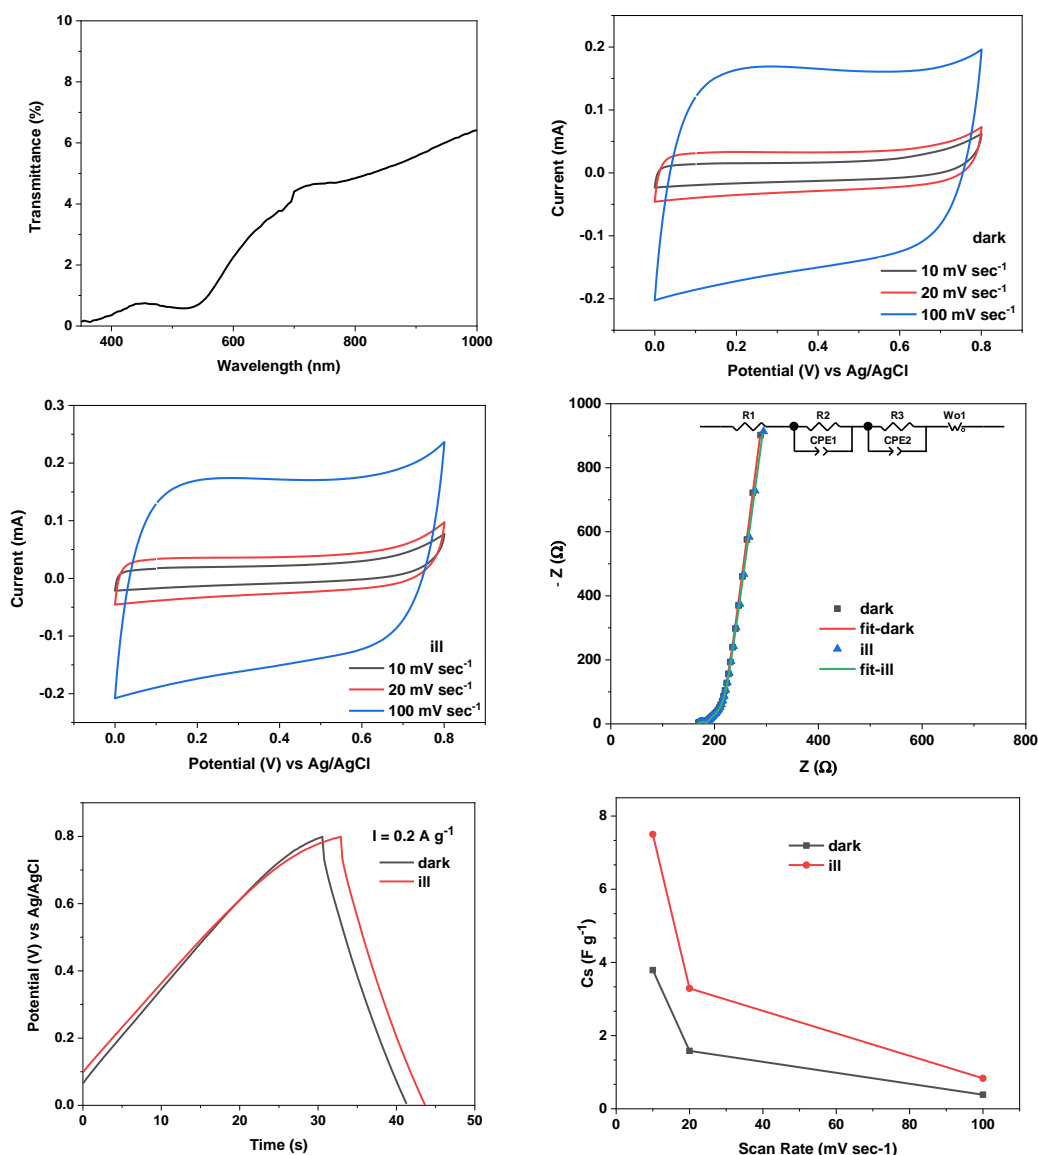 10
8
6
4
2
0
Transmittance (%)
400
600
800
1000
Wavelength (nm)
0.2
0.1
0.0
-0.1
-0.2
Current (mA)
dark
10 mV sec-1
20 mV sec-1
100 mV sec-1
0.0
0.2
0.4
0.6
0.8
Potential (V) vs Ag/AgCl
0.3
0.2
0.1
0.0
-0.1
-0.2
Current (mA)
ill
10 mV sec-1
20 mV sec-1
100 mV sec-1
0.0
0.2
0.4
0.6
0.8
Potential (V) vs Ag/AgCl
1000
900
800
700
600
500
400
300
200
100
0
- Z (Ω)
R1
R2
R3
Wo1
CPE1
CPE2
dark
fit-dark
ill
fit-ill
0
200
400
600
800
Z (Ω)
0.8
0.6
0.4
0.2
0.0
Potential (V) vs Ag/AgCl
I = 0.2 A g-1
dark
ill
0
10
20
30
40
50
Time (s)
8
6
4
2
0
Cs (F g-1)
dark
ill
0
20
40
60
80
100
Scan Rate (mV sec-1)